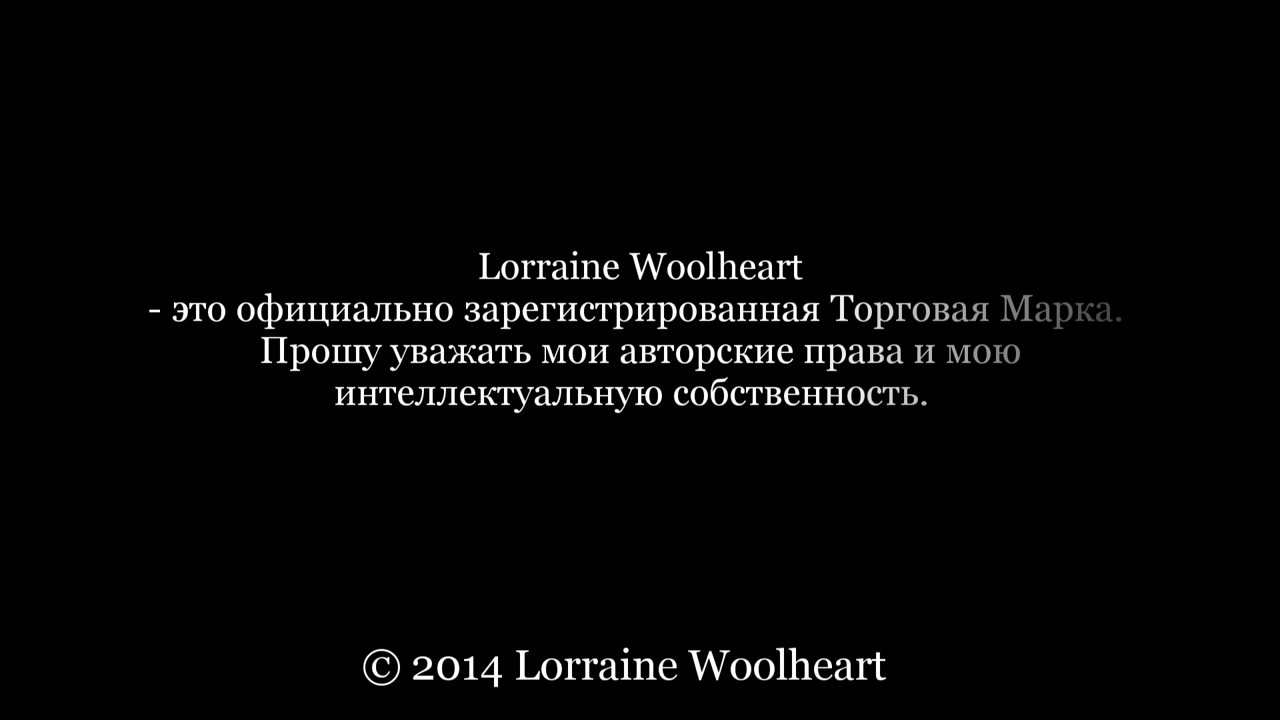 Lorraine Woolheart
- это официально зарегистрированная Торговая Марка.
Прошу уважать мои авторские права и мою
интеллектуальную собственность.
© 2014 Lorraine Woolheart